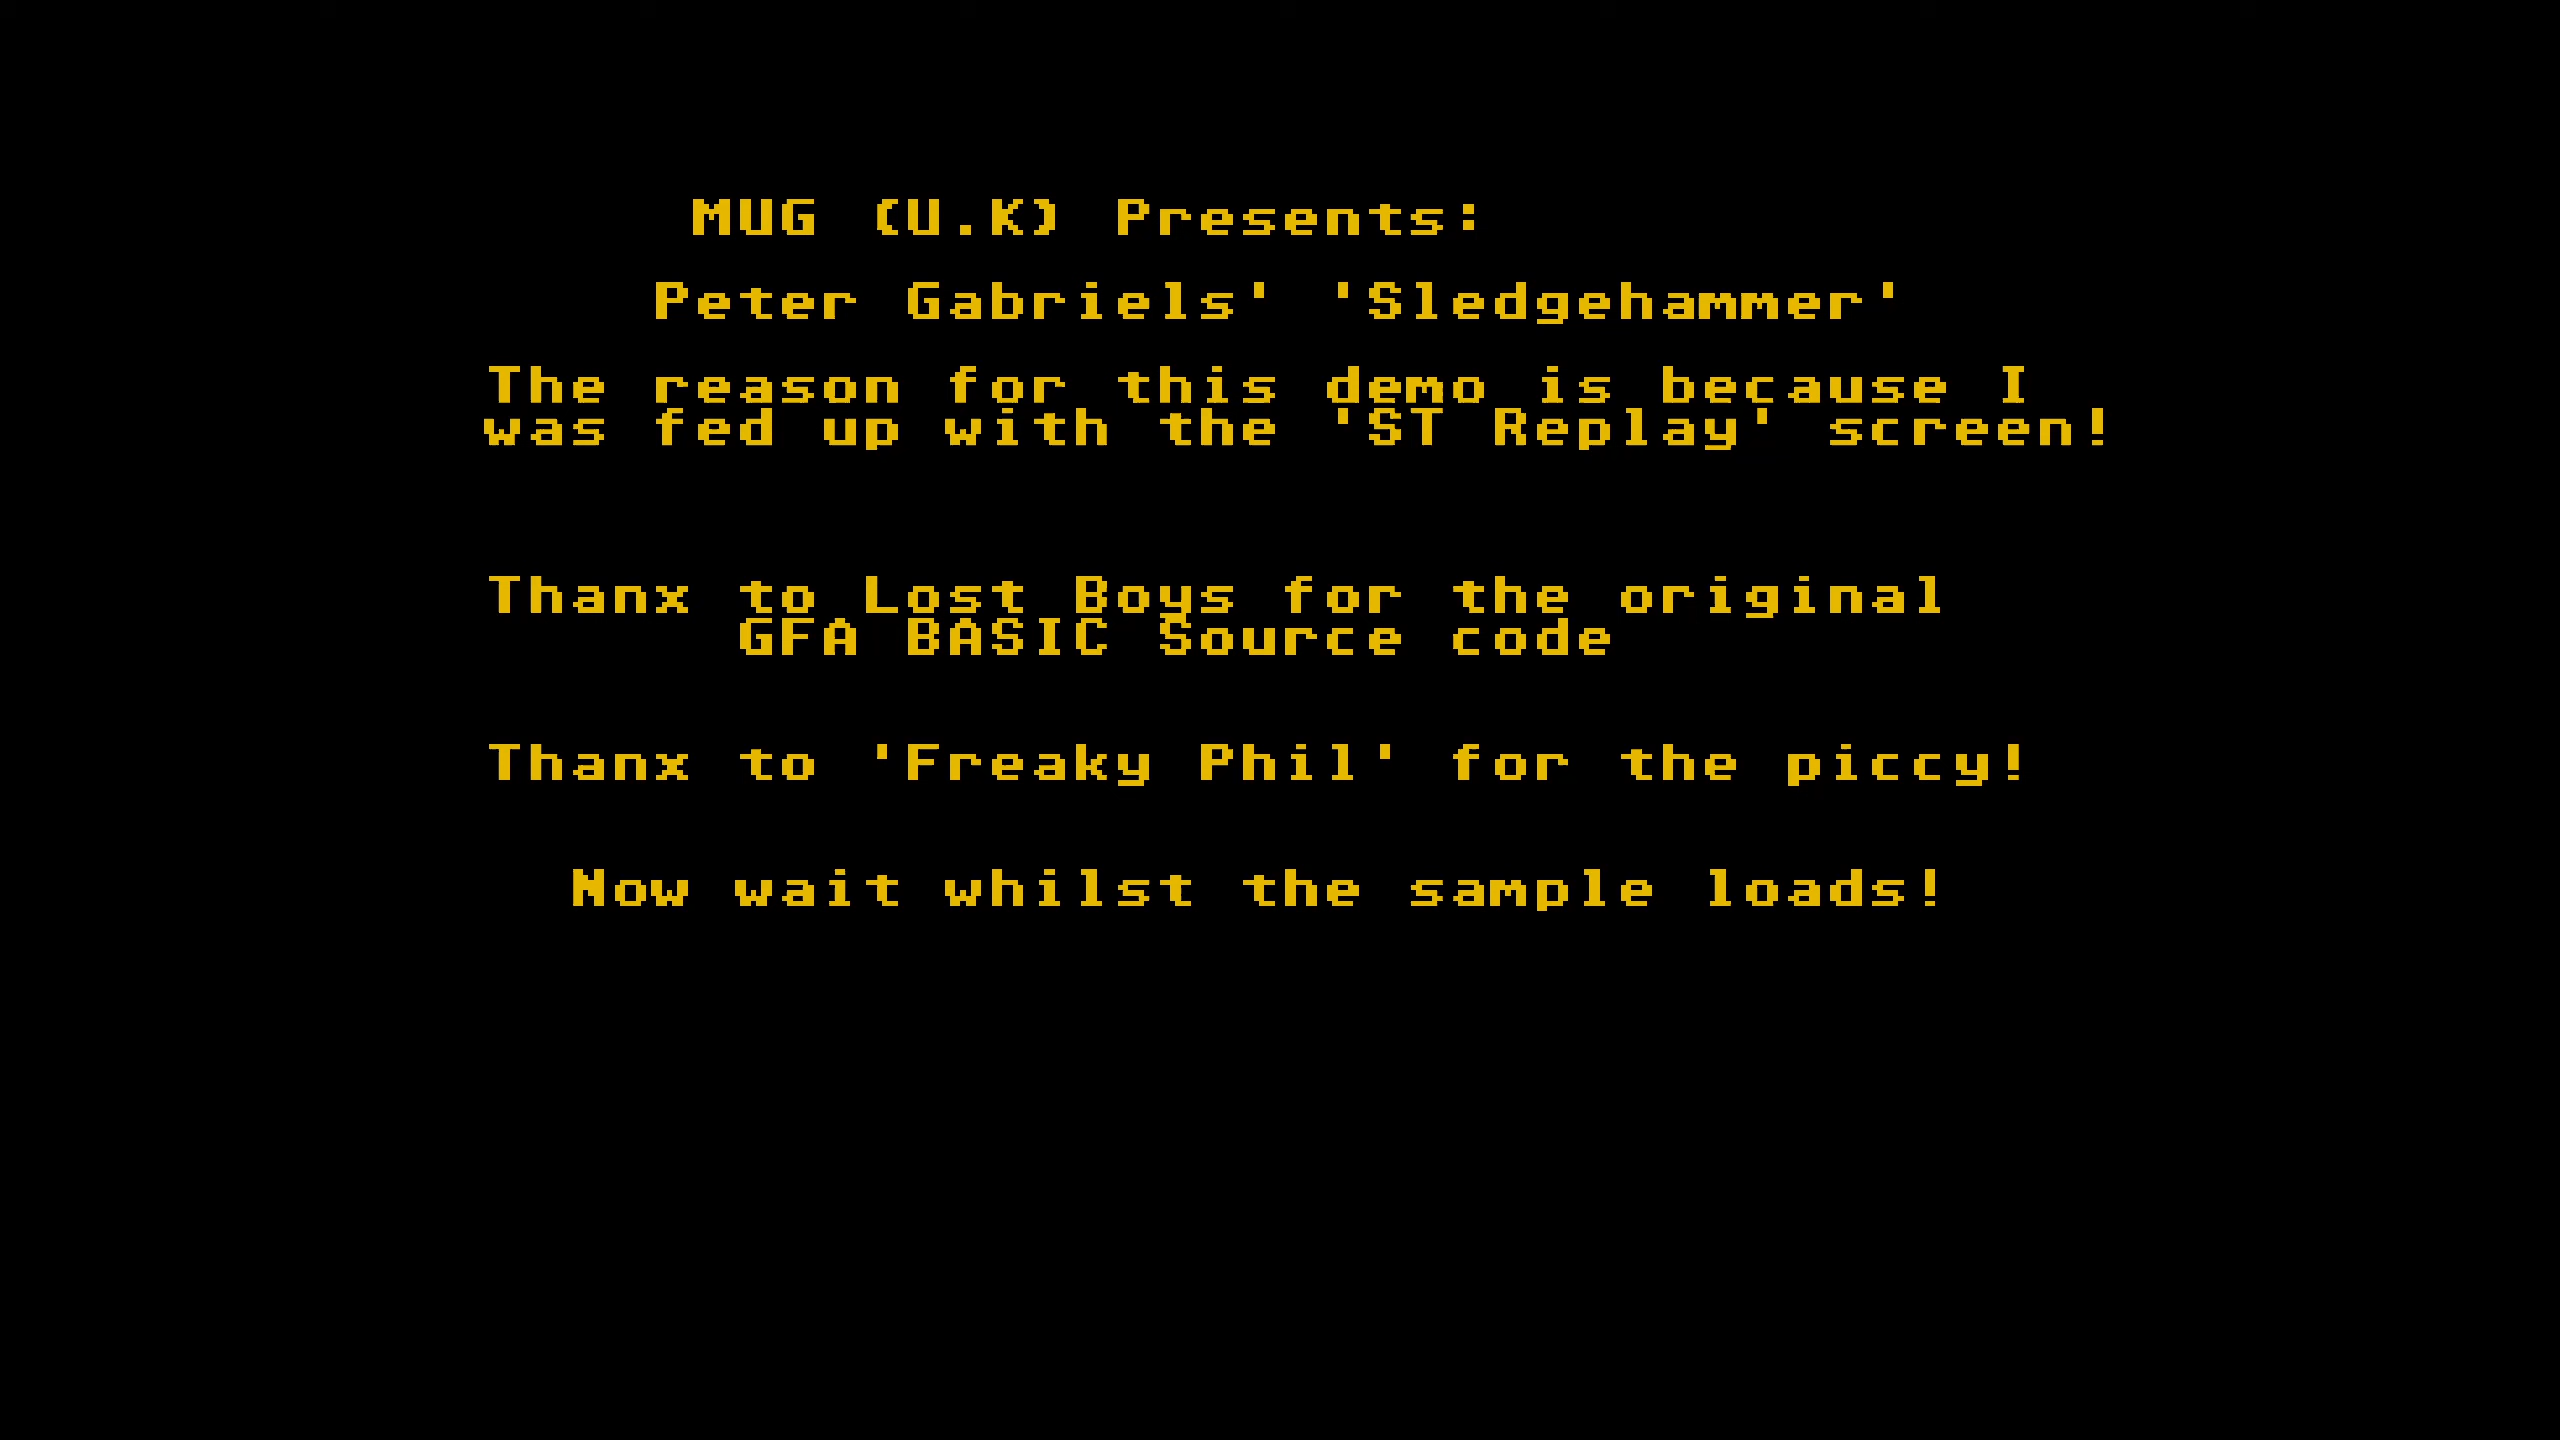 MUG (U.K) Presents:
Peter Gabriels' 'Sledgehammer'
The reason for this demo is because I
was fed up with the 'ST Replay' screen!
Thanx to Lost Boys for the original
GFA BASIC Source code
Thanx to 'Freaky Phil' for the piccy!
Now wait whilst the sample loads!